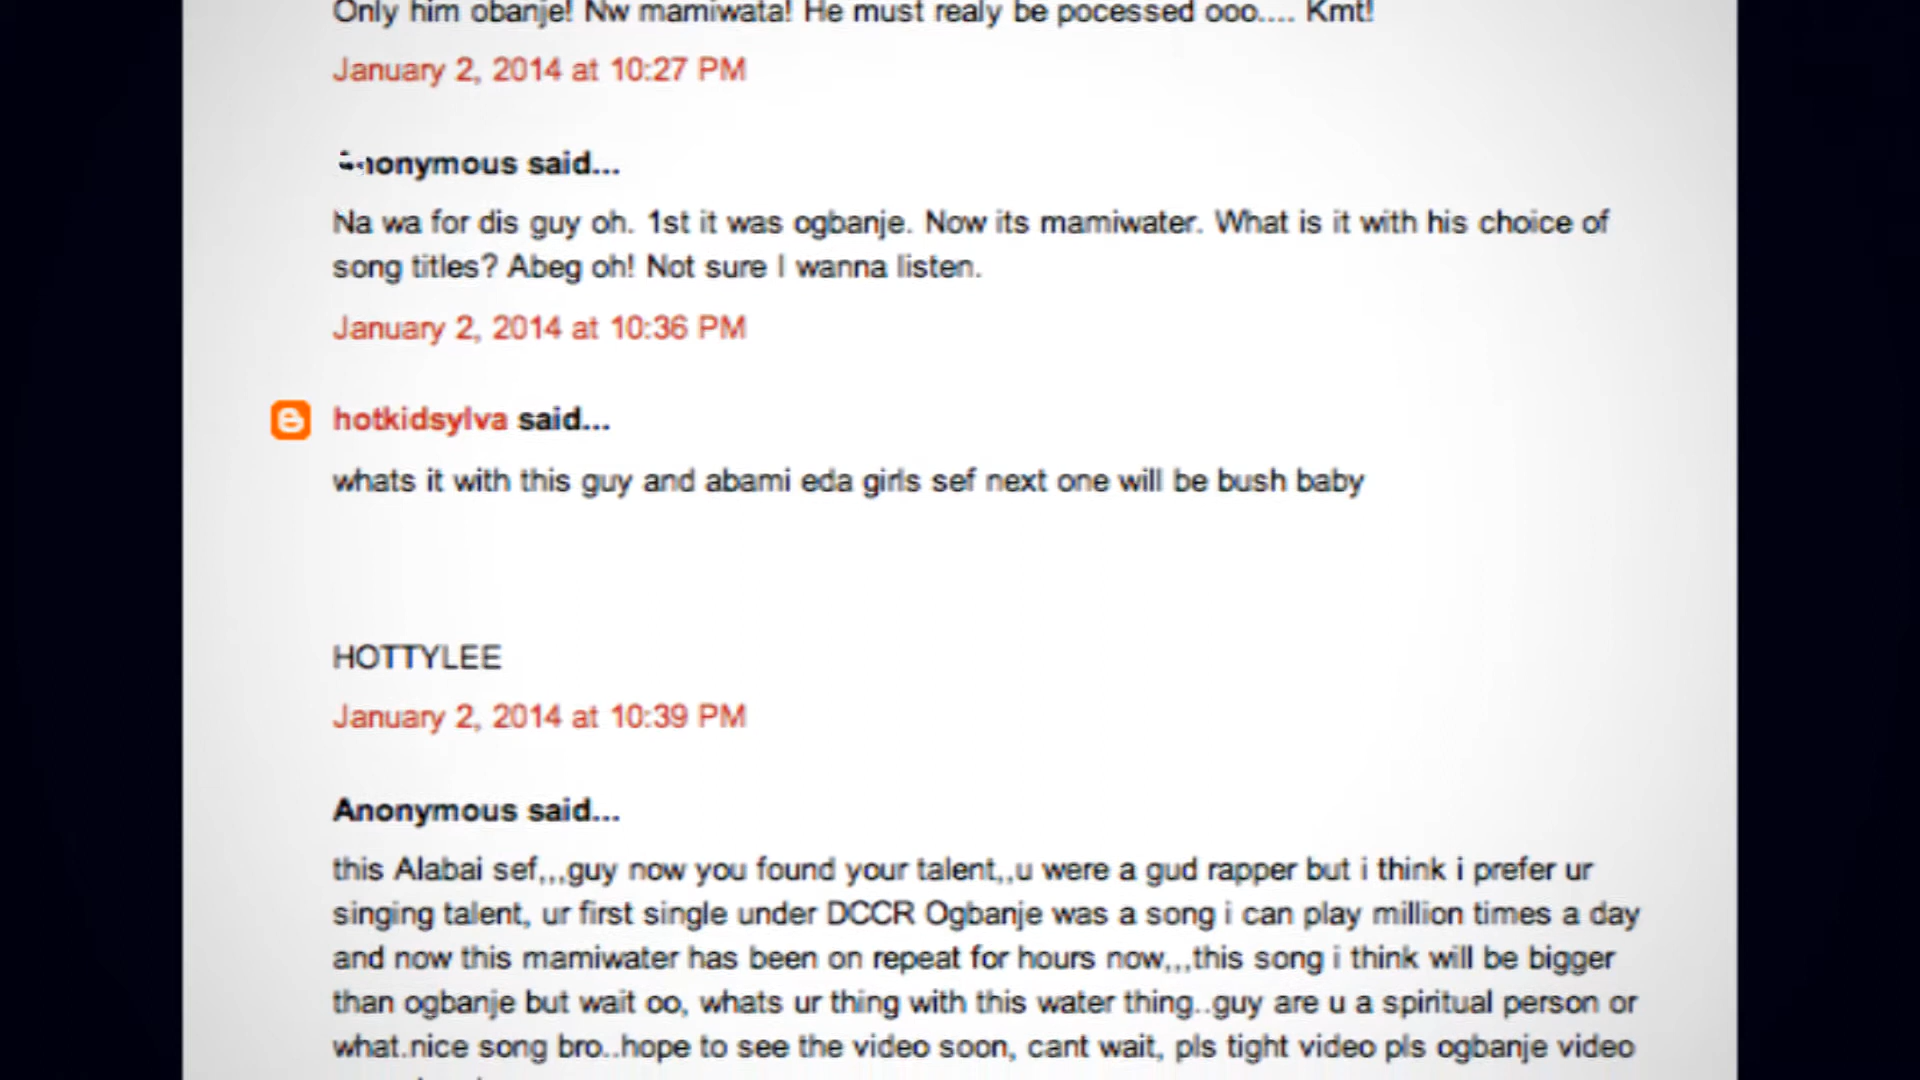 Only him obanje! Nw mamiwata! He must realy be pocessed ooo.... Kmt!
January 2, 2014 at 10:27 PM
Anonymous said...
Na wa for dis guy oh. 1st it was ogbanje. Now its mamiwater. What is it with his choice of
song titles? Abeg oh! Not sure I wanna listen.
January 2, 2014 at 10:36 PM
hotkidsylva said...
whats it with this guy and abami eda girls sef next one will be bush baby
HOTTYLEE
January 2, 2014 at 10:39 PM
Anonymous said...
this Alabai sef,,,guy now you found your talent,,u were a gud rapper but i think i prefer ur
singing talent, ur first single under DCCR Ogbanje was a song i can play million times a day
and now this mamiwater has been on repeat for hours now,,,this song i think will be bigger
than ogbanje but wait oo, whats ur thing with this water thing..guy are u a spiritual person or
what.nice song bro..hope to see the video soon, cant wait, pls tight video pls ogbanje video